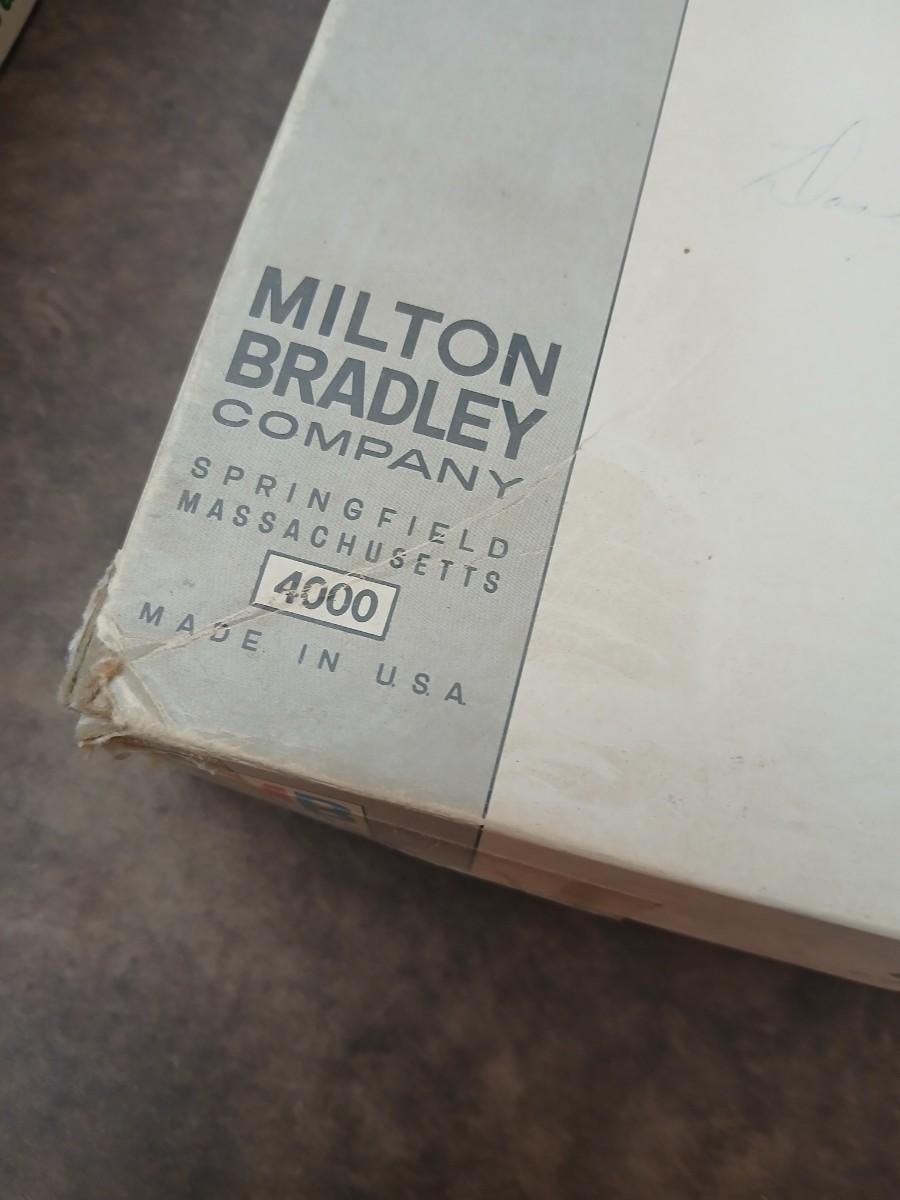 MILTON
BRADLEY
COMPANY
SPRINGFIELD
MASSACHUSETTS
4000
MADE IN U.S.A.